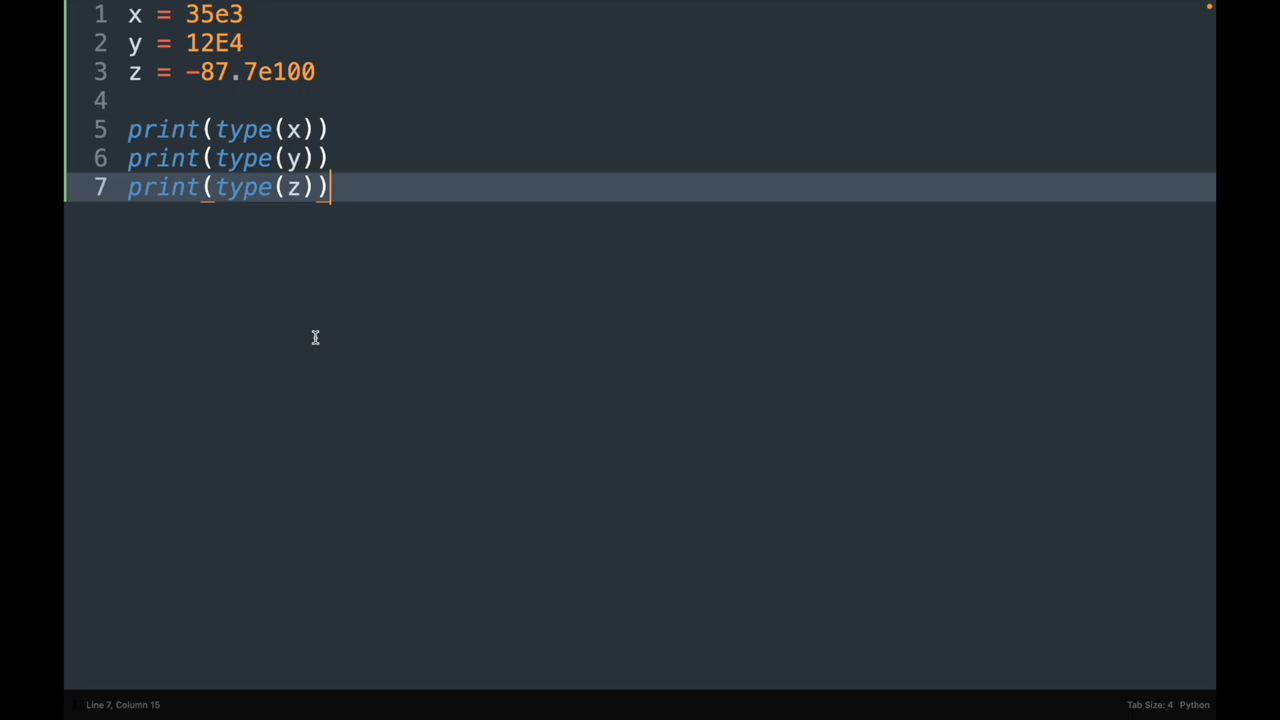 1 x = 35e3
2 y = 12E4
3 z = -87.7e100
4
5 print(type(x))
6 print(type(y))
7 print(type(z))
Line 7, Column 15
Tab Size: 4 Python